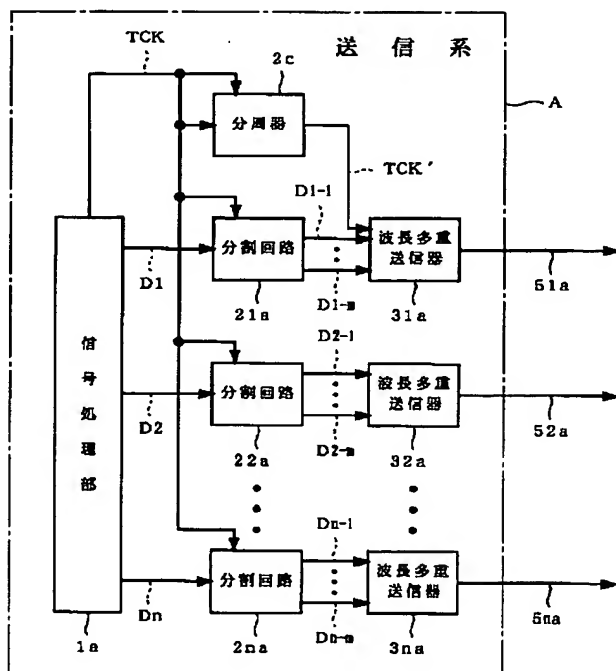 TCK
送信系
2c
A
分周器
TCK'
D1-1
分割回路
波長多重
送信器
D1
D1-m
51a
21a
31a
信号処理部
D2-1
分割回路
波長多重
送信器
D2
D2-m
52a
22a
32a
Dn-1
分割回路
波長多重
送信器
Dn
Dn-m
5na
1a
2na
3na